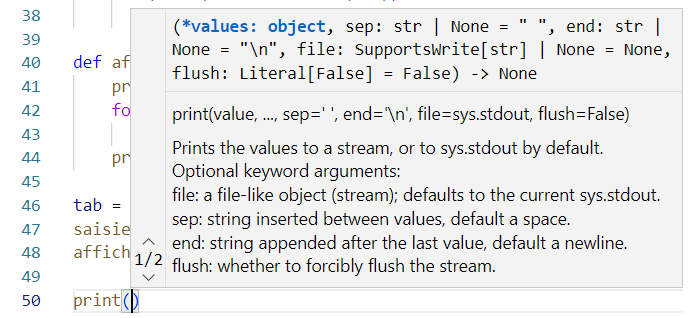 38
39
40 def af
41 pr
42 fo
43
44 pr
45
46 tab =
47 saisie
48 affich
49
50 print()
(*values: object, sep: str | None = " ", end: str |
None = "\n", file: SupportsWrite[str] | None = None,
flush: Literal[False] = False) -> None
print(value, ..., sep=' ', end='\n', file=sys.stdout, flush=False)
Prints the values to a stream, or to sys.stdout by default.
Optional keyword arguments:
file: a file-like object (stream); defaults to the current sys.stdout.
sep: string inserted between values, default a space.
end: string appended after the last value, default a newline.
flush: whether to forcibly flush the stream.
1/2